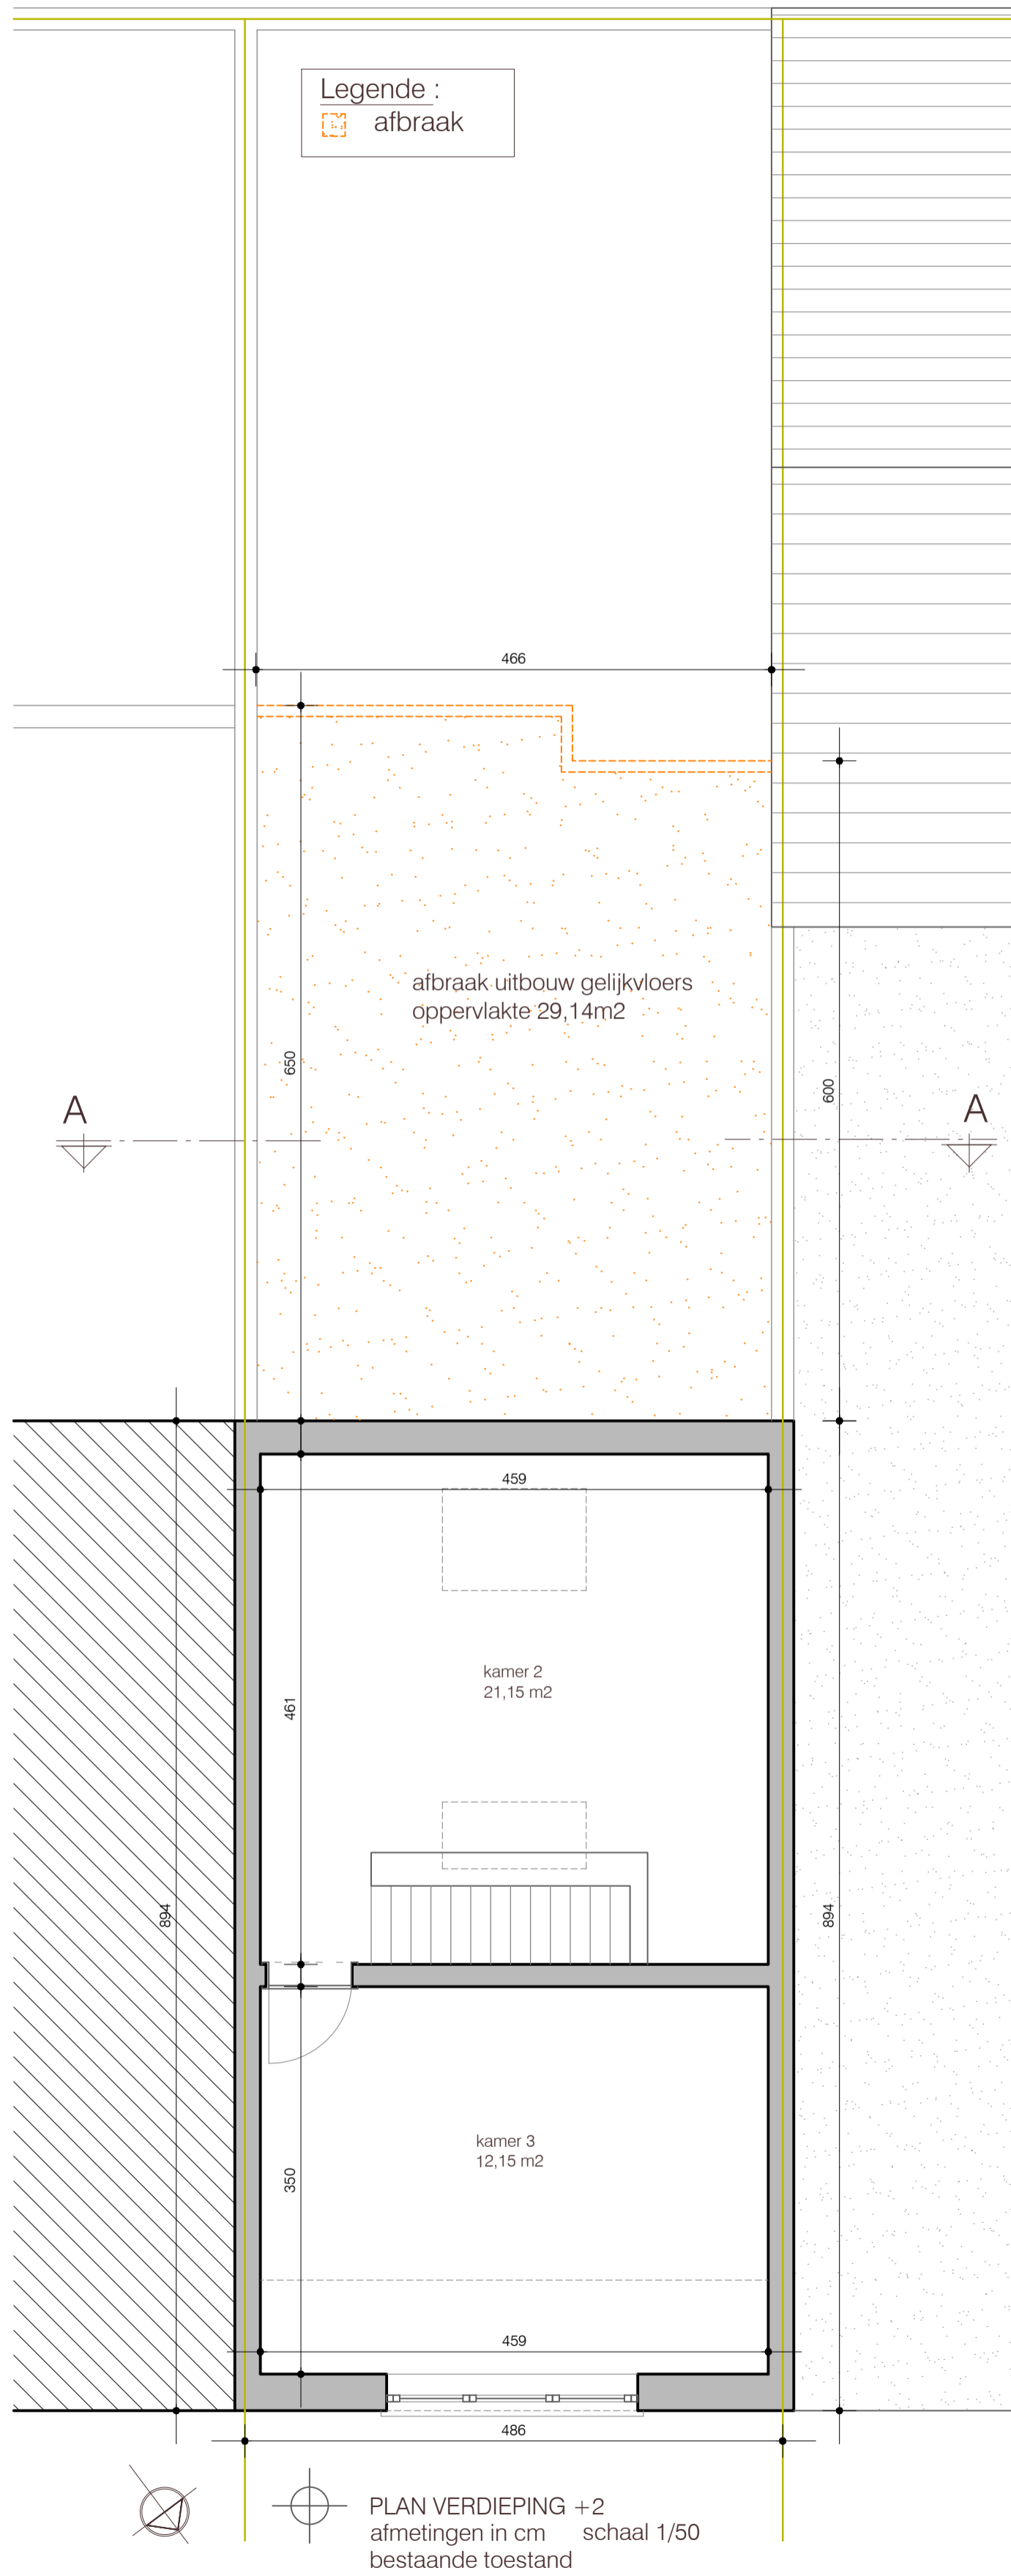 Legende :
afbraak
466
afbraak uitbouw gelijkvloers
oppervlakte 29,14m2
650
600
A
A
459
kamer 2
21,15 m2
461
894
894
kamer 3
12,15 m2
350
459
486
PLAN VERDIEPING +2
afmetingen in cm schaal 1/50
bestaande toestand